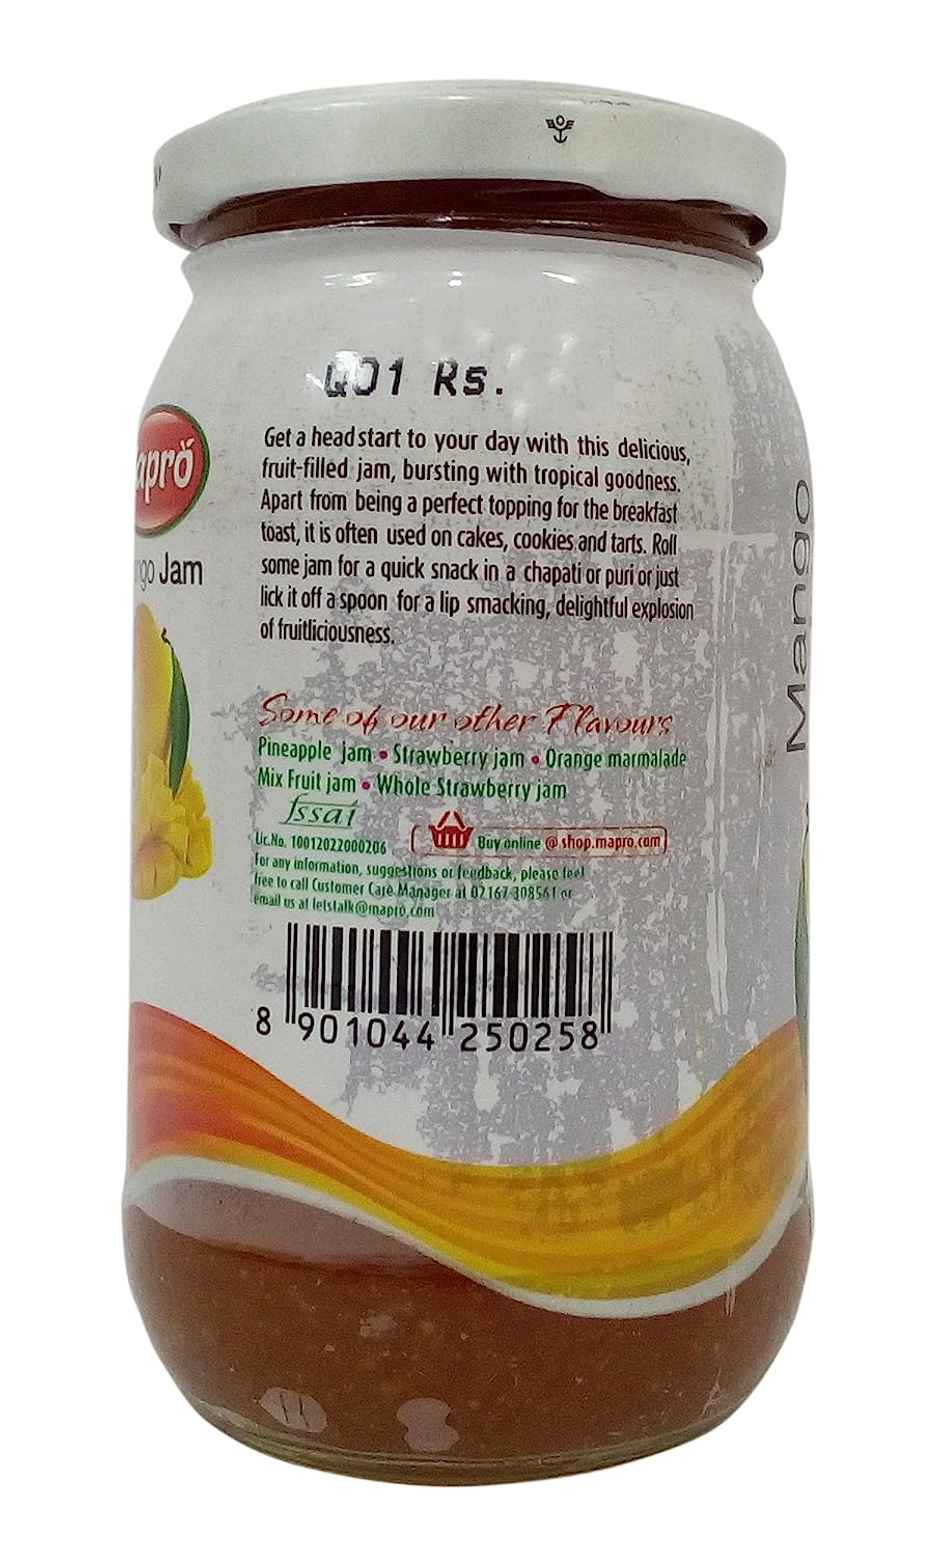 Q01 Rs.
Get a head start to your day with this delicious,
fruit-filled jam, bursting with tropical goodness.
Apart from being a perfect topping for the breakfast
toast, it is often used on cakes, cookies and tarts. Roll
some jam for a quick snack in a chapati or puri or just
lick it off a spoon for a lip smacking, delightful explosion
of fruitliciousness.
Some of our other Flavours
Pineapple jam • Strawberry jam • Orange marmalade
Mix Fruit jam • Whole Strawberry jam
fssai
Lic.No. 10012022000206
Buy online @ shop.mapro.com
For any information, suggestions or feedback, please feel
free to call Customer Care Manager at 02167-308561 or
email us at letstalk@mapro.com
8 901044 250258
apro
ngo Jam
Mango